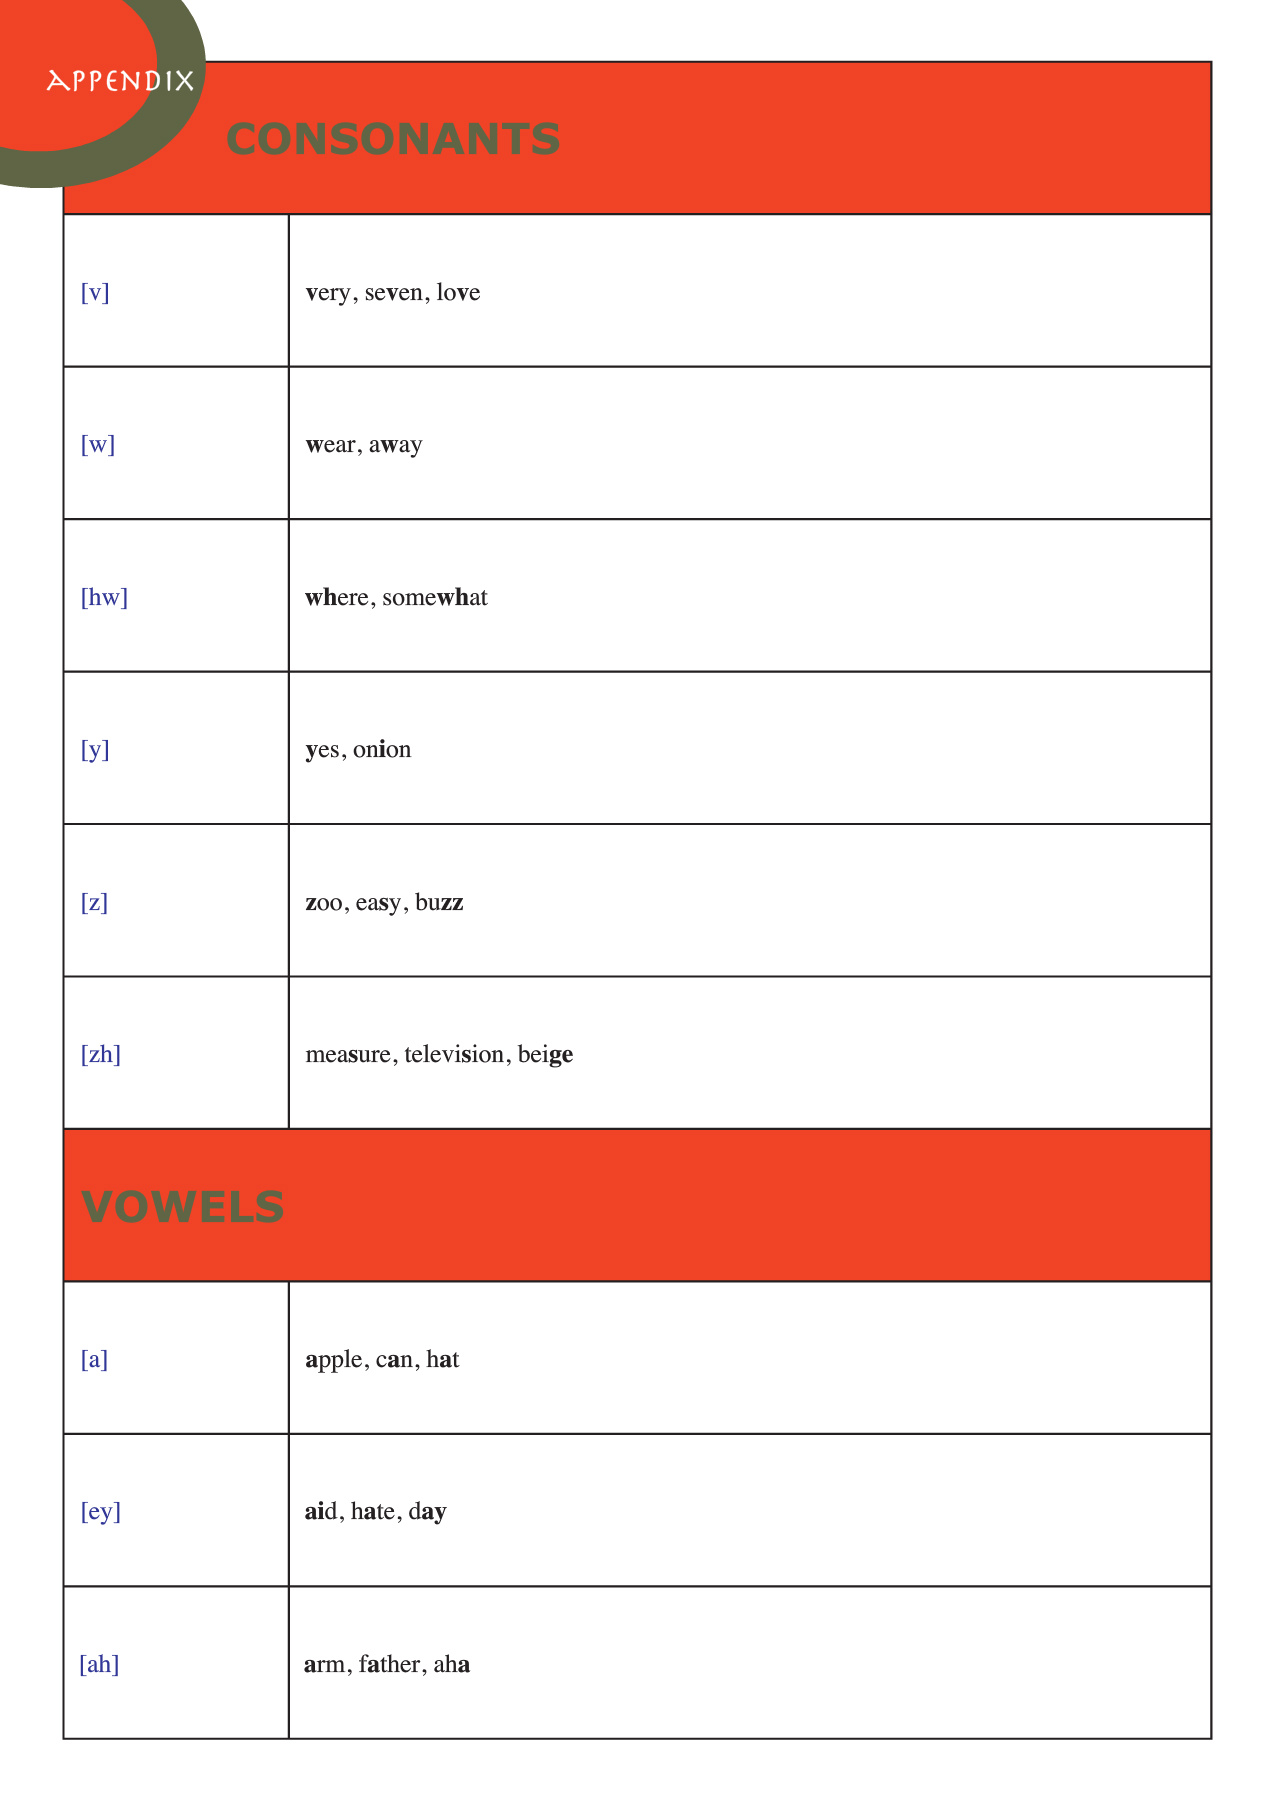 APPENDIX
CONSONANTS
[v] very, seven, love
[w] wear, away
[hw] where, somewhat
[y] yes, onion
[z] zoo, easy, buzz
[zh] measure, television, beige
VOWELS
[a] apple, can, hat
[ey] aid, hate, day
[ah] arm, father, aha